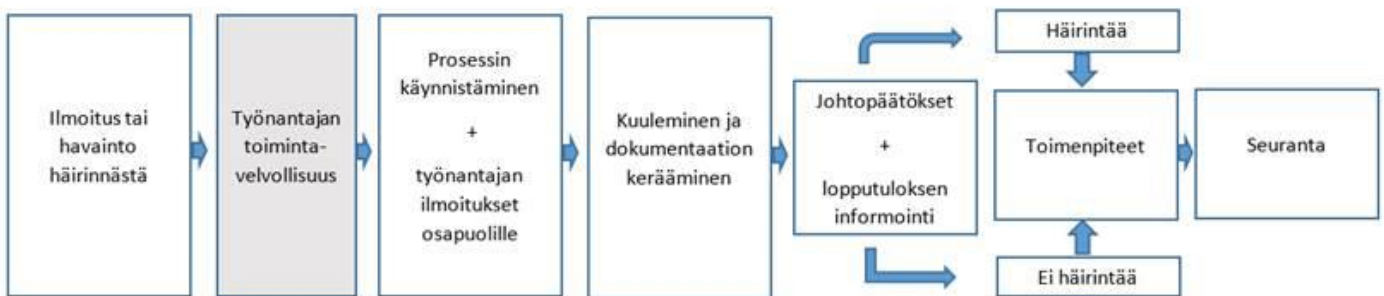 Ilmoitus tai
havainto
häirinnästä
Työnantajan
toiminta-
velvollisuus
Prosessin
käynnistäminen
+
työnantajan
ilmoitukset
osapuolille
Kuuleminen ja
dokumentaation
kerääminen
Johtopäätökset
+
lopputuloksen
informointi
Häirintää
Toimenpiteet
Ei häirintää
Seuranta